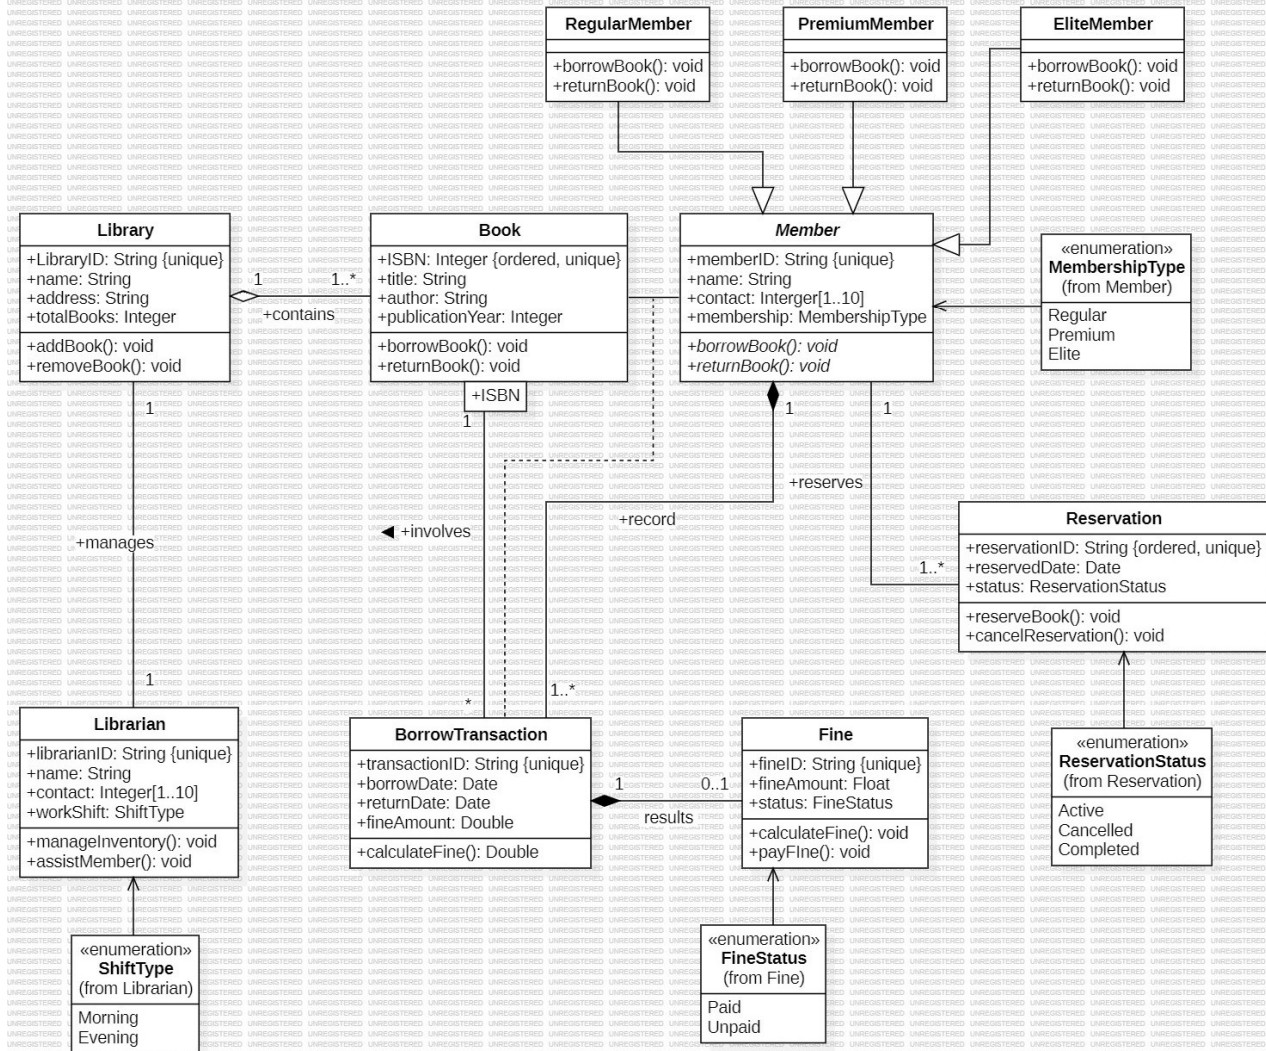 RegularMember
+borrowBook(): void
+returnBook(): void
PremiumMember
+borrowBook(): void
+returnBook(): void
EliteMember
+borrowBook(): void
+returnBook(): void
Library
+LibraryID: String {unique}
+name: String
+address: String
+totalBooks: Integer
+addBook(): void
+removeBook(): void
1
1..*
+contains
Book
+ISBN: Integer {ordered, unique}
+title: String
+author: String
+publicationYear: Integer
+borrowBook(): void
+returnBook(): void
+ISBN
Member
+memberID: String {unique}
+name: String
+contact: Interger[1..10]
+membership: MembershipType
+borrowBook(): void
+returnBook(): void
«enumeration»
MembershipType
(from Member)
Regular
Premium
Elite
1
1
1
1
+reserves
+record
+involves
+manages
1..*
Reservation
+reservationID: String {ordered, unique}
+reservedDate: Date
+status: ReservationStatus
+reserveBook(): void
+cancelReservation(): void
1
*
1..*
Librarian
+librarianID: String {unique}
+name: String
+contact: Integer[1..10]
+workShift: ShiftType
+manageInventory(): void
+assistMember(): void
BorrowTransaction
+transactionID: String {unique}
+borrowDate: Date
+returnDate: Date
+fineAmount: Double
+calculateFine(): Double
1
0..1
results
Fine
+fineID: String {unique}
+fineAmount: Float
+status: FineStatus
+calculateFine(): void
+payFIne(): void
«enumeration»
ReservationStatus
(from Reservation)
Active
Cancelled
Completed
«enumeration»
ShiftType
(from Librarian)
Morning
Evening
«enumeration»
FineStatus
(from Fine)
Paid
Unpaid
UNREGISTERED